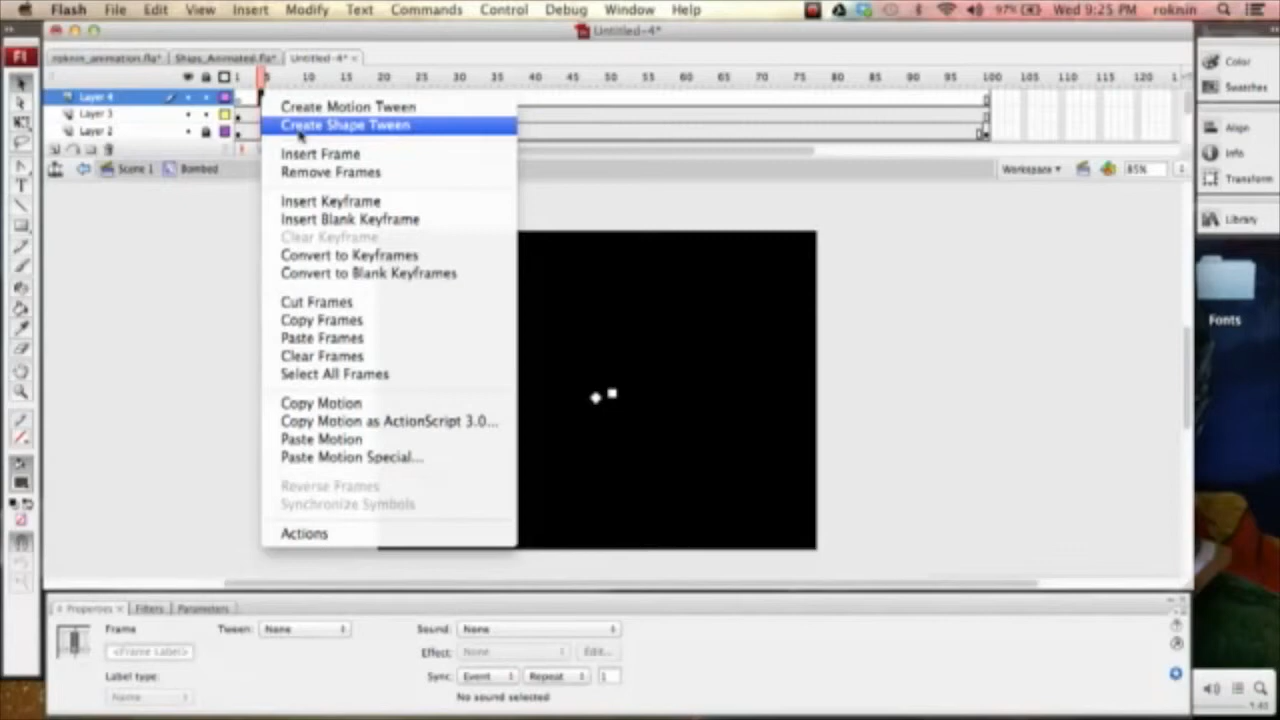 Flash File Edit View Insert Modify Text Commands Control Debug Window Help 97% Wed 9:25 PM roknin
Untitled-4*
roknin_animation.fla* Ships_Animated.fla* Untitled-4*
1 5 10 15 20 25 30 35 40 45 50 55 60 65 70 75 80 85 90 95 100 105 110 115 120
Layer 4
Layer 3
Layer 2
Scene 1 Bombed Workspace 85%
Create Motion Tween
Create Shape Tween
Insert Frame
Remove Frames
Insert Keyframe
Insert Blank Keyframe
Clear Keyframe
Convert to Keyframes
Convert to Blank Keyframes
Cut Frames
Copy Frames
Paste Frames
Clear Frames
Select All Frames
Copy Motion
Copy Motion as ActionScript 3.0...
Paste Motion
Paste Motion Special...
Reverse Frames
Synchronize Symbols
Actions
Color
Swatches
Align
Info
Transform
Library
Fonts
Properties Filters Parameters
Frame Tween: None Sound: None
<Frame Label> Effect: None Edit...
Label type: Sync: Event Repeat 1
Name No sound selected